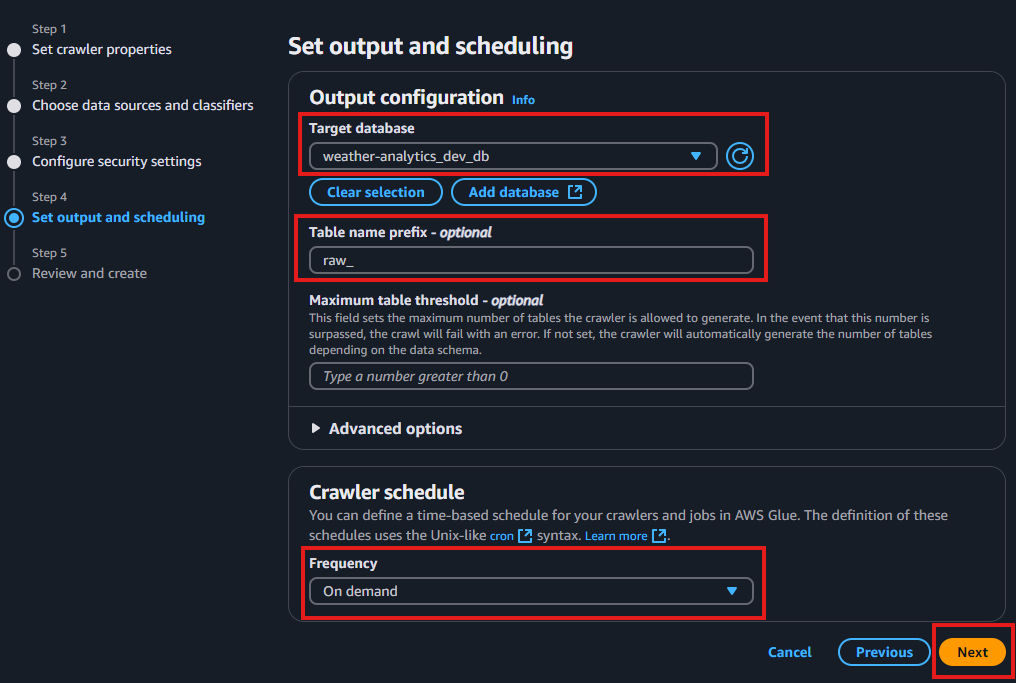 Step 1
Set crawler properties
Step 2
Choose data sources and classifiers
Step 3
Configure security settings
Step 4
Set output and scheduling
Step 5
Review and create
Set output and scheduling
Output configuration Info
Target database
weather-analytics_dev_db
Clear selection
Add database
Table name prefix - optional
raw_
Maximum table threshold - optional
This field sets the maximum number of tables the crawler is allowed to generate. In the event that this number is
surpassed, the crawl will fail with an error. If not set, the crawler will automatically generate the number of tables
depending on the data schema.
Type a number greater than 0
Advanced options
Crawler schedule
You can define a time-based schedule for your crawlers and jobs in AWS Glue. The definition of these
schedules uses the Unix-like cron syntax. Learn more.
Frequency
On demand
Cancel
Previous
Next